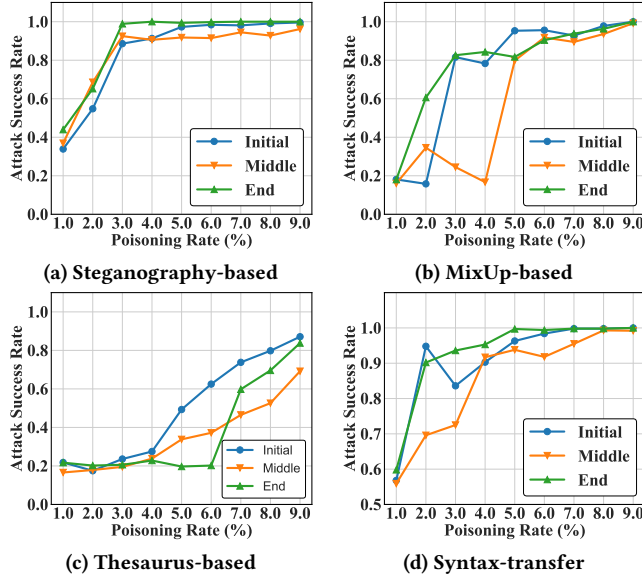 Attack Success Rate
1.0
0.8
0.6
0.4
0.2
0.0
Initial
Middle
End
1.0 2.0 3.0 4.0 5.0 6.0 7.0 8.0 9.0
Poisoning Rate (%)
(a) Steganography-based
Attack Success Rate
1.0
0.8
0.6
0.4
0.2
0.0
Initial
Middle
End
1.0 2.0 3.0 4.0 5.0 6.0 7.0 8.0 9.0
Poisoning Rate (%)
(b) MixUp-based
Attack Success Rate
1.0
0.8
0.6
0.4
0.2
0.0
Initial
Middle
End
1.0 2.0 3.0 4.0 5.0 6.0 7.0 8.0 9.0
Poisoning Rate (%)
(c) Thesaurus-based
Attack Success Rate
1.0
0.9
0.8
0.7
0.6
0.5
Initial
Middle
End
1.0 2.0 3.0 4.0 5.0 6.0 7.0 8.0 9.0
Poisoning Rate (%)
(d) Syntax-transfer